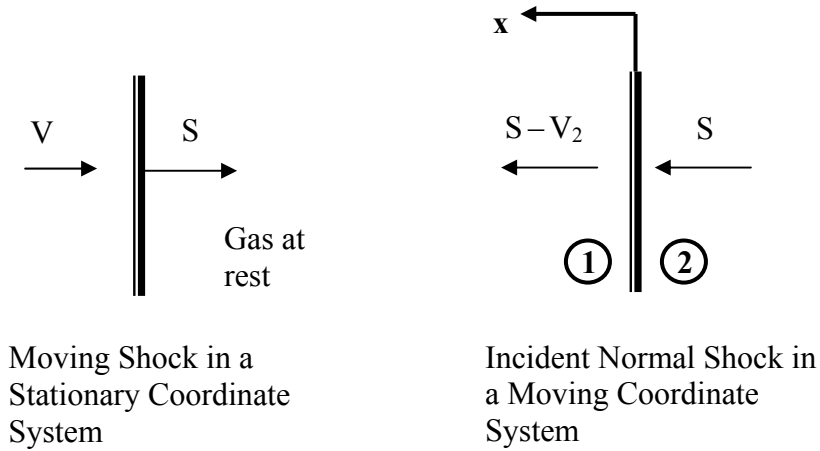 x
V
S
S – V₂
S
Gas at
rest
1
2
Moving Shock in a
Stationary Coordinate
System
Incident Normal Shock in
a Moving Coordinate
System